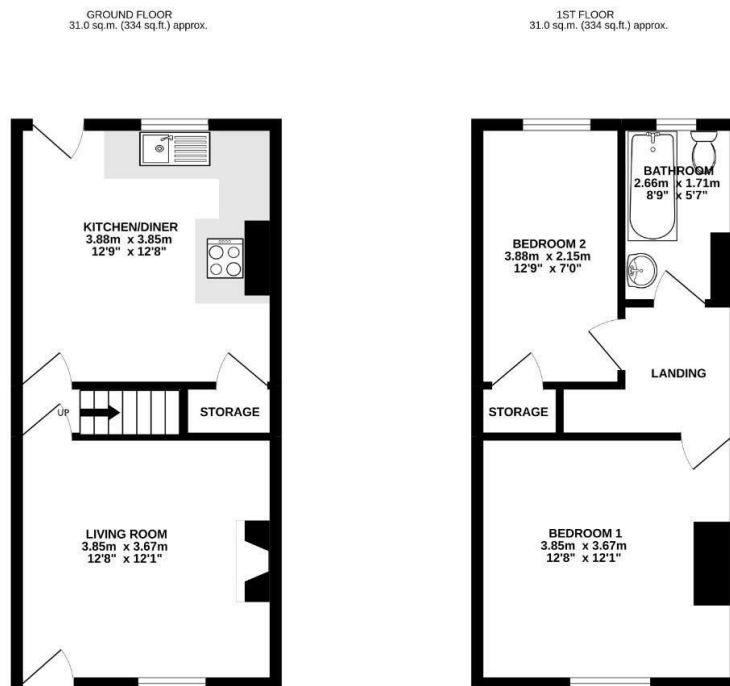 GROUND FLOOR
31.0 sq.m. (334 sq.ft.) approx.
KITCHEN/DINER
3.88m x 3.85m
12'9" x 12'8"
UP
STORAGE
LIVING ROOM
3.85m x 3.67m
12'8" x 12'1"
1ST FLOOR
31.0 sq.m. (334 sq.ft.) approx.
BATHROOM
2.66m x 1.71m
8'9" x 5'7"
BEDROOM 2
3.88m x 2.15m
12'9" x 7'0"
LANDING
STORAGE
BEDROOM 1
3.85m x 3.67m
12'8" x 12'1"